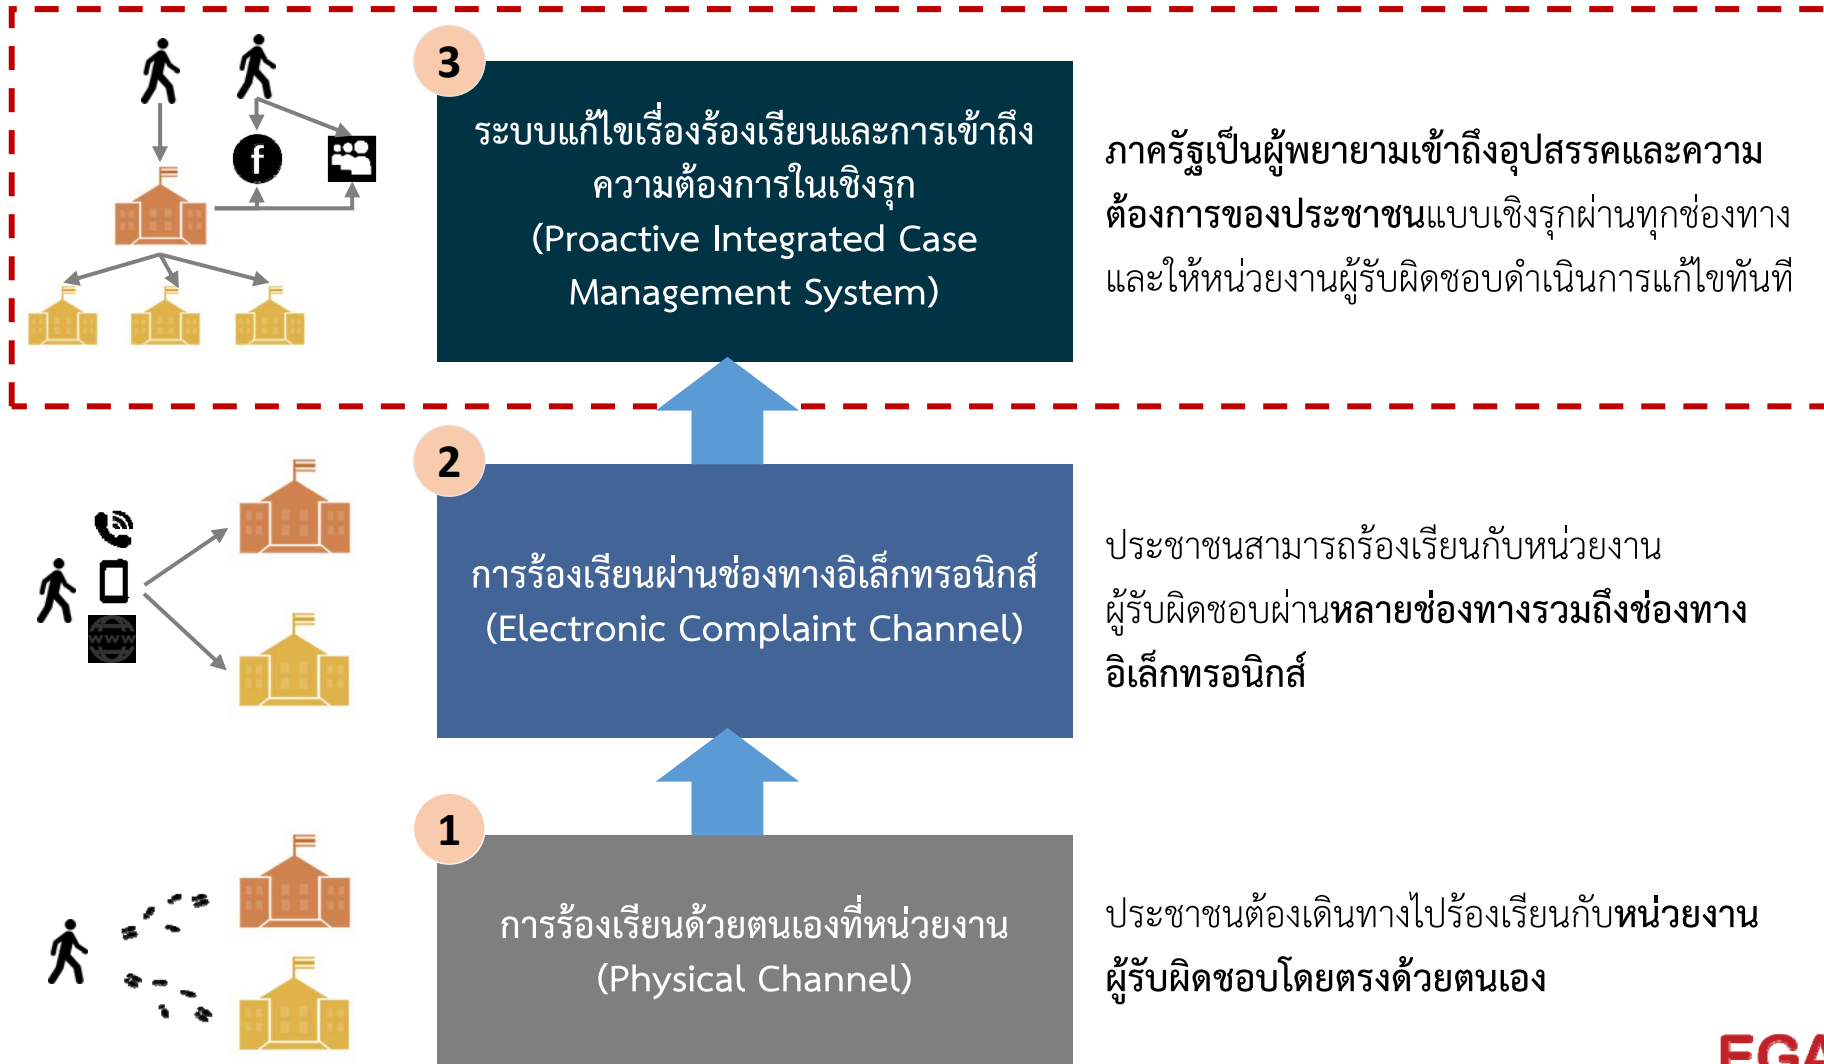 3
ระบบแก้ไขเรื่องร้องเรียนและการเข้าถึง
ความต้องการในเชิงรุก
(Proactive Integrated Case
Management System)
ภาครัฐเป็นผู้พยายามเข้าถึงอุปสรรคและความ
ต้องการของประชาชนแบบเชิงรุกผ่านทุกช่องทาง
และให้หน่วยงานผู้รับผิดชอบดำเนินการแก้ไขทันที
f
2
การร้องเรียนผ่านช่องทางอิเล็กทรอนิกส์
(Electronic Complaint Channel)
ประชาชนสามารถร้องเรียนกับหน่วยงาน
ผู้รับผิดชอบผ่านหลายช่องทางรวมถึงช่องทาง
อิเล็กทรอนิกส์
www
1
การร้องเรียนด้วยตนเองที่หน่วยงาน
(Physical Channel)
ประชาชนต้องเดินทางไปร้องเรียนกับหน่วยงาน
ผู้รับผิดชอบโดยตรงด้วยตนเอง
EGA